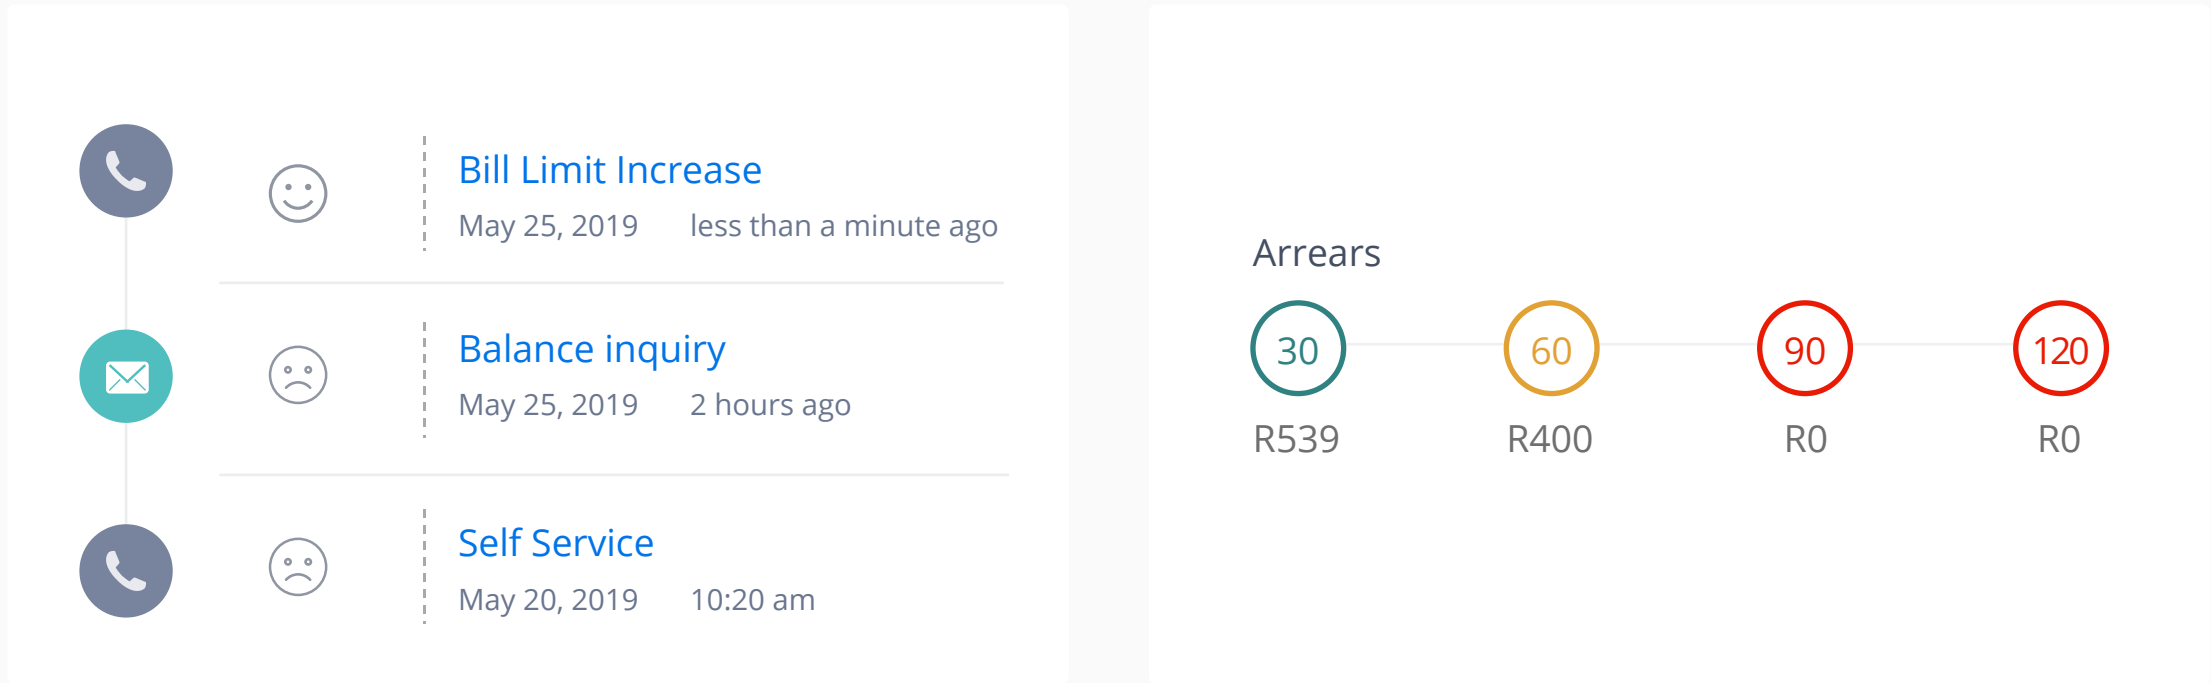 Bill Limit Increase
May 25, 2019 less than a minute ago
Balance inquiry
May 25, 2019 2 hours ago
Self Service
May 20, 2019 10:20 am
Arrears
30 60 90 120
R539 R400 R0 R0